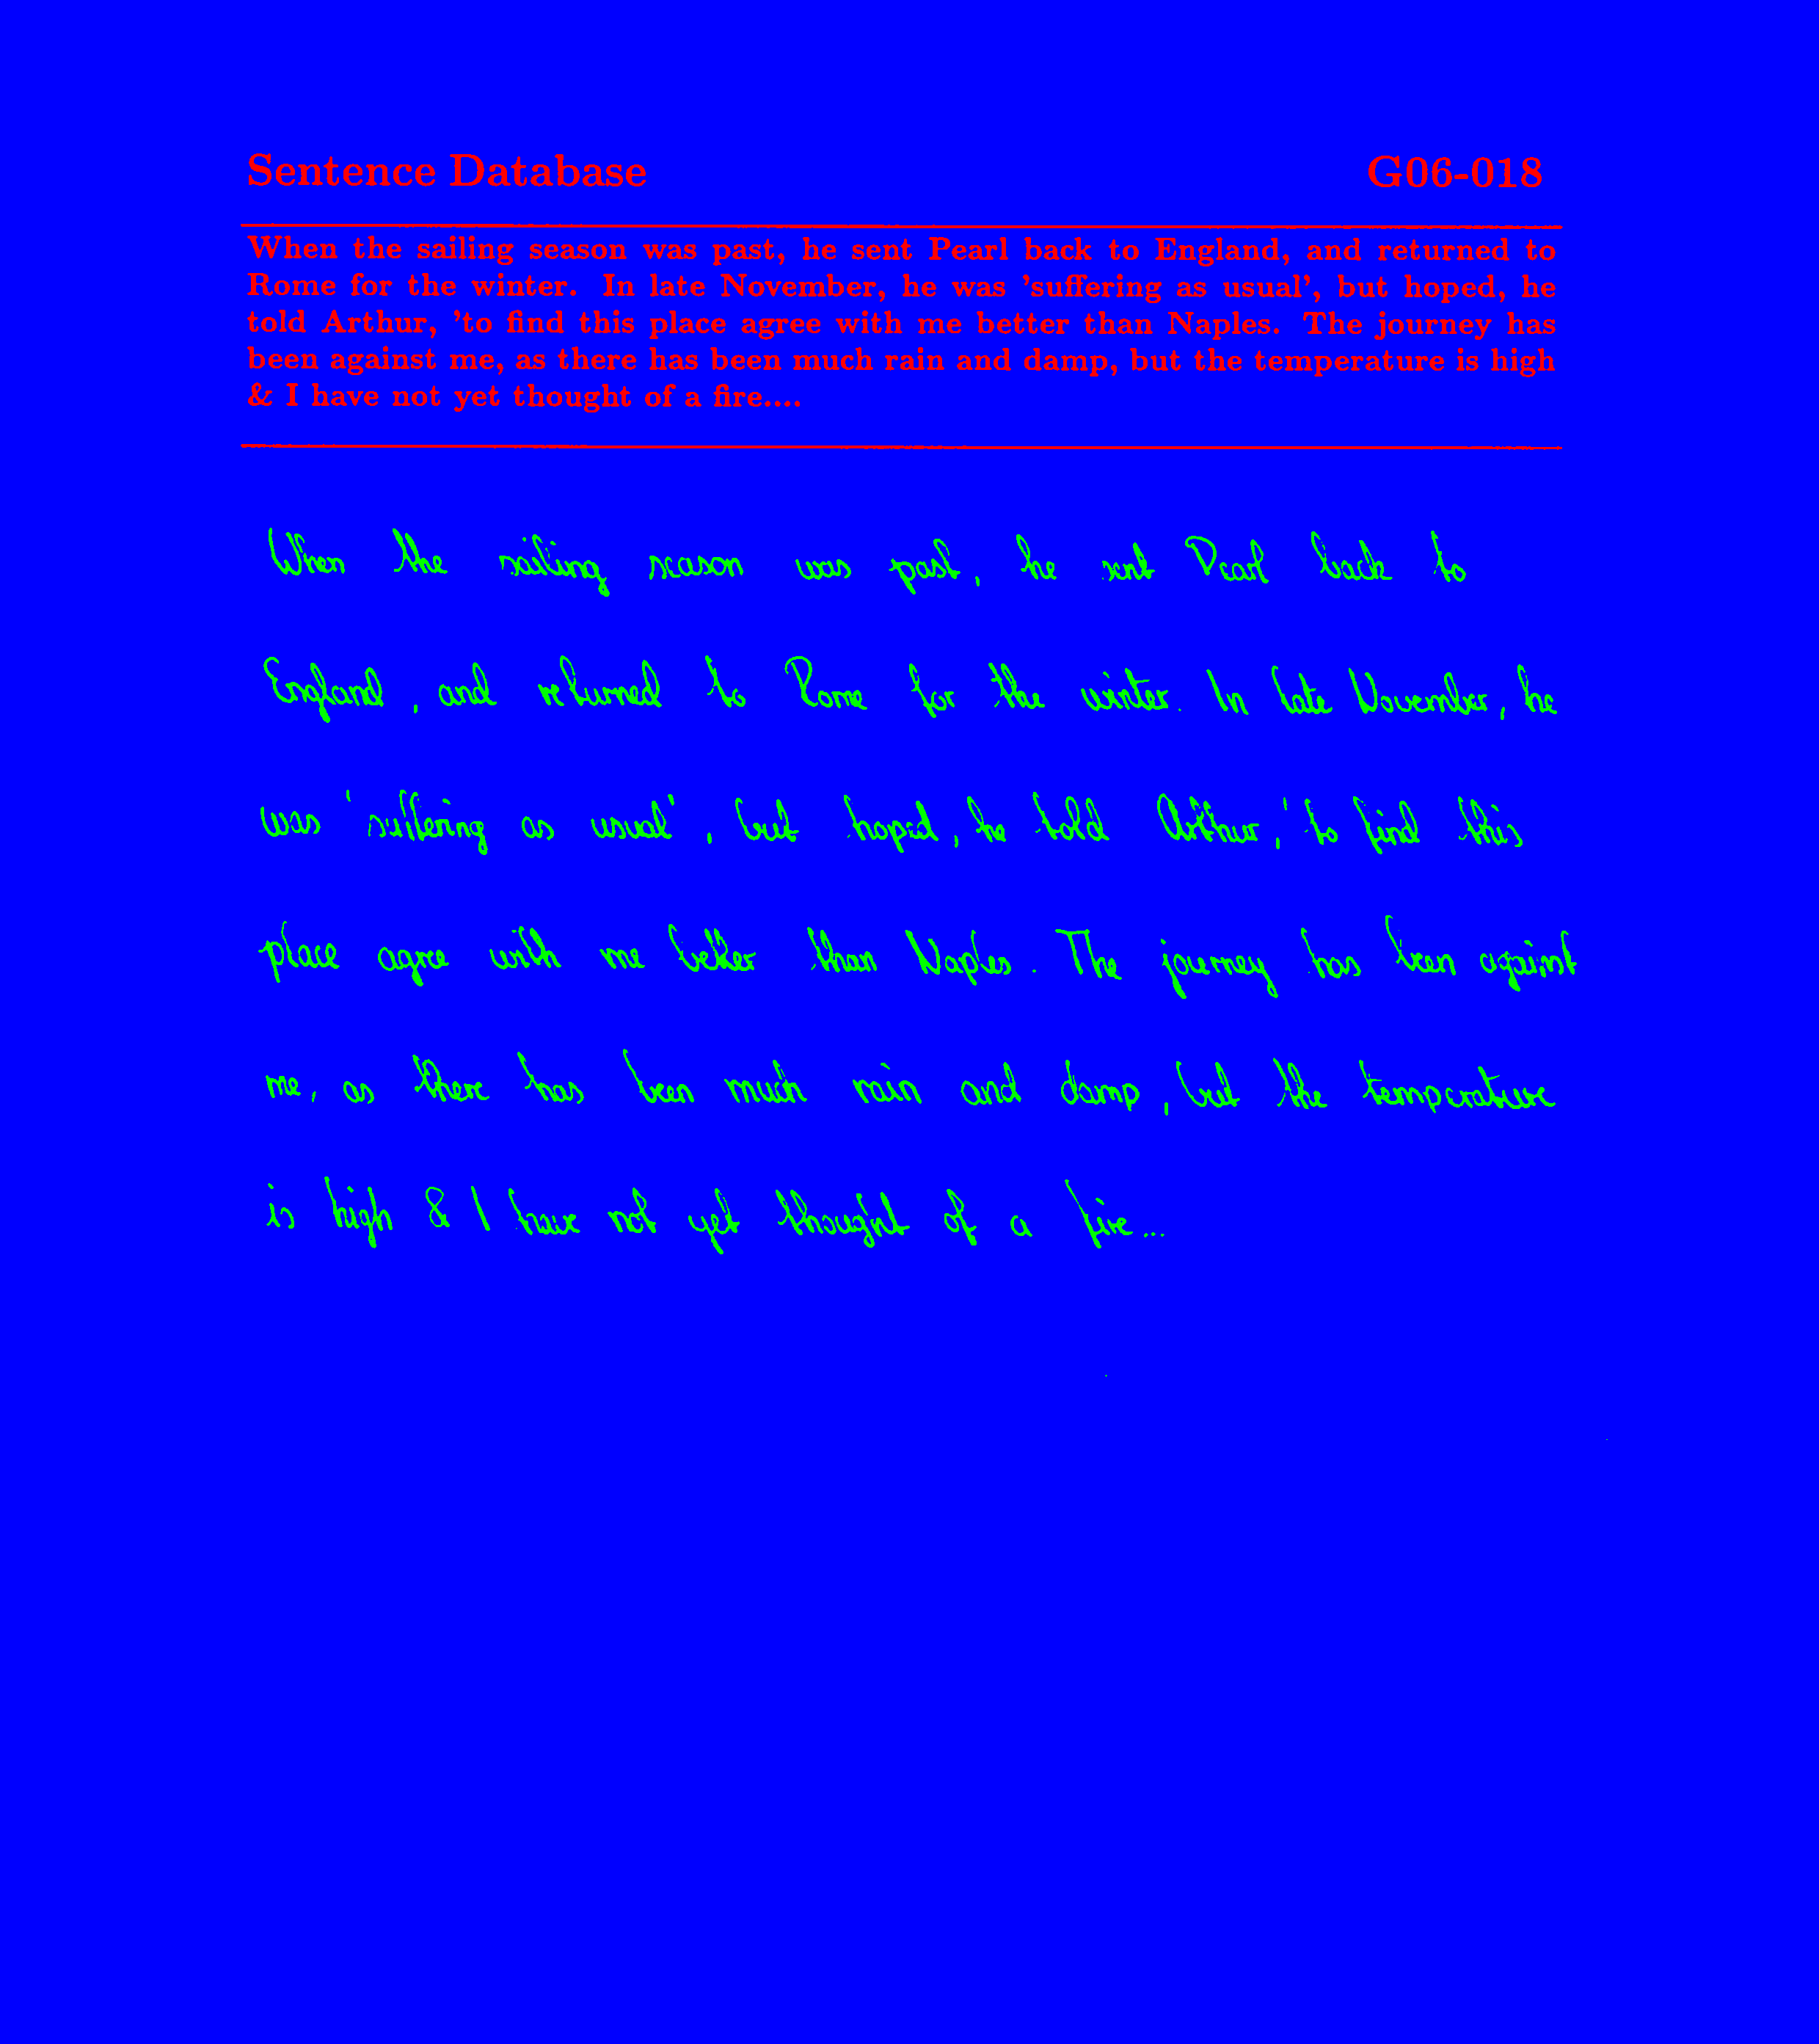 Sentence Database G06-018
When the sailing season was past, he sent Pearl back to England, and returned to
Rome for the winter. In late November, he was 'suffering as usual', but hoped, he
told Arthur, 'to find this place agree with me better than Naples. The journey has
been against me, as there has been much rain and damp, but the temperature is high
& I have not yet thought of a fire....
When the sailing season was past, he sent Pearl back to
England, and returned to Rome for the winter. In late November, he
was 'suffering as usual', but hoped, he told Arthur, 'to find this
place agree with me better than Naples. The journey has been against
me, as there has been much rain and damp, but the temperature
is high & I have not yet thought of a fire...